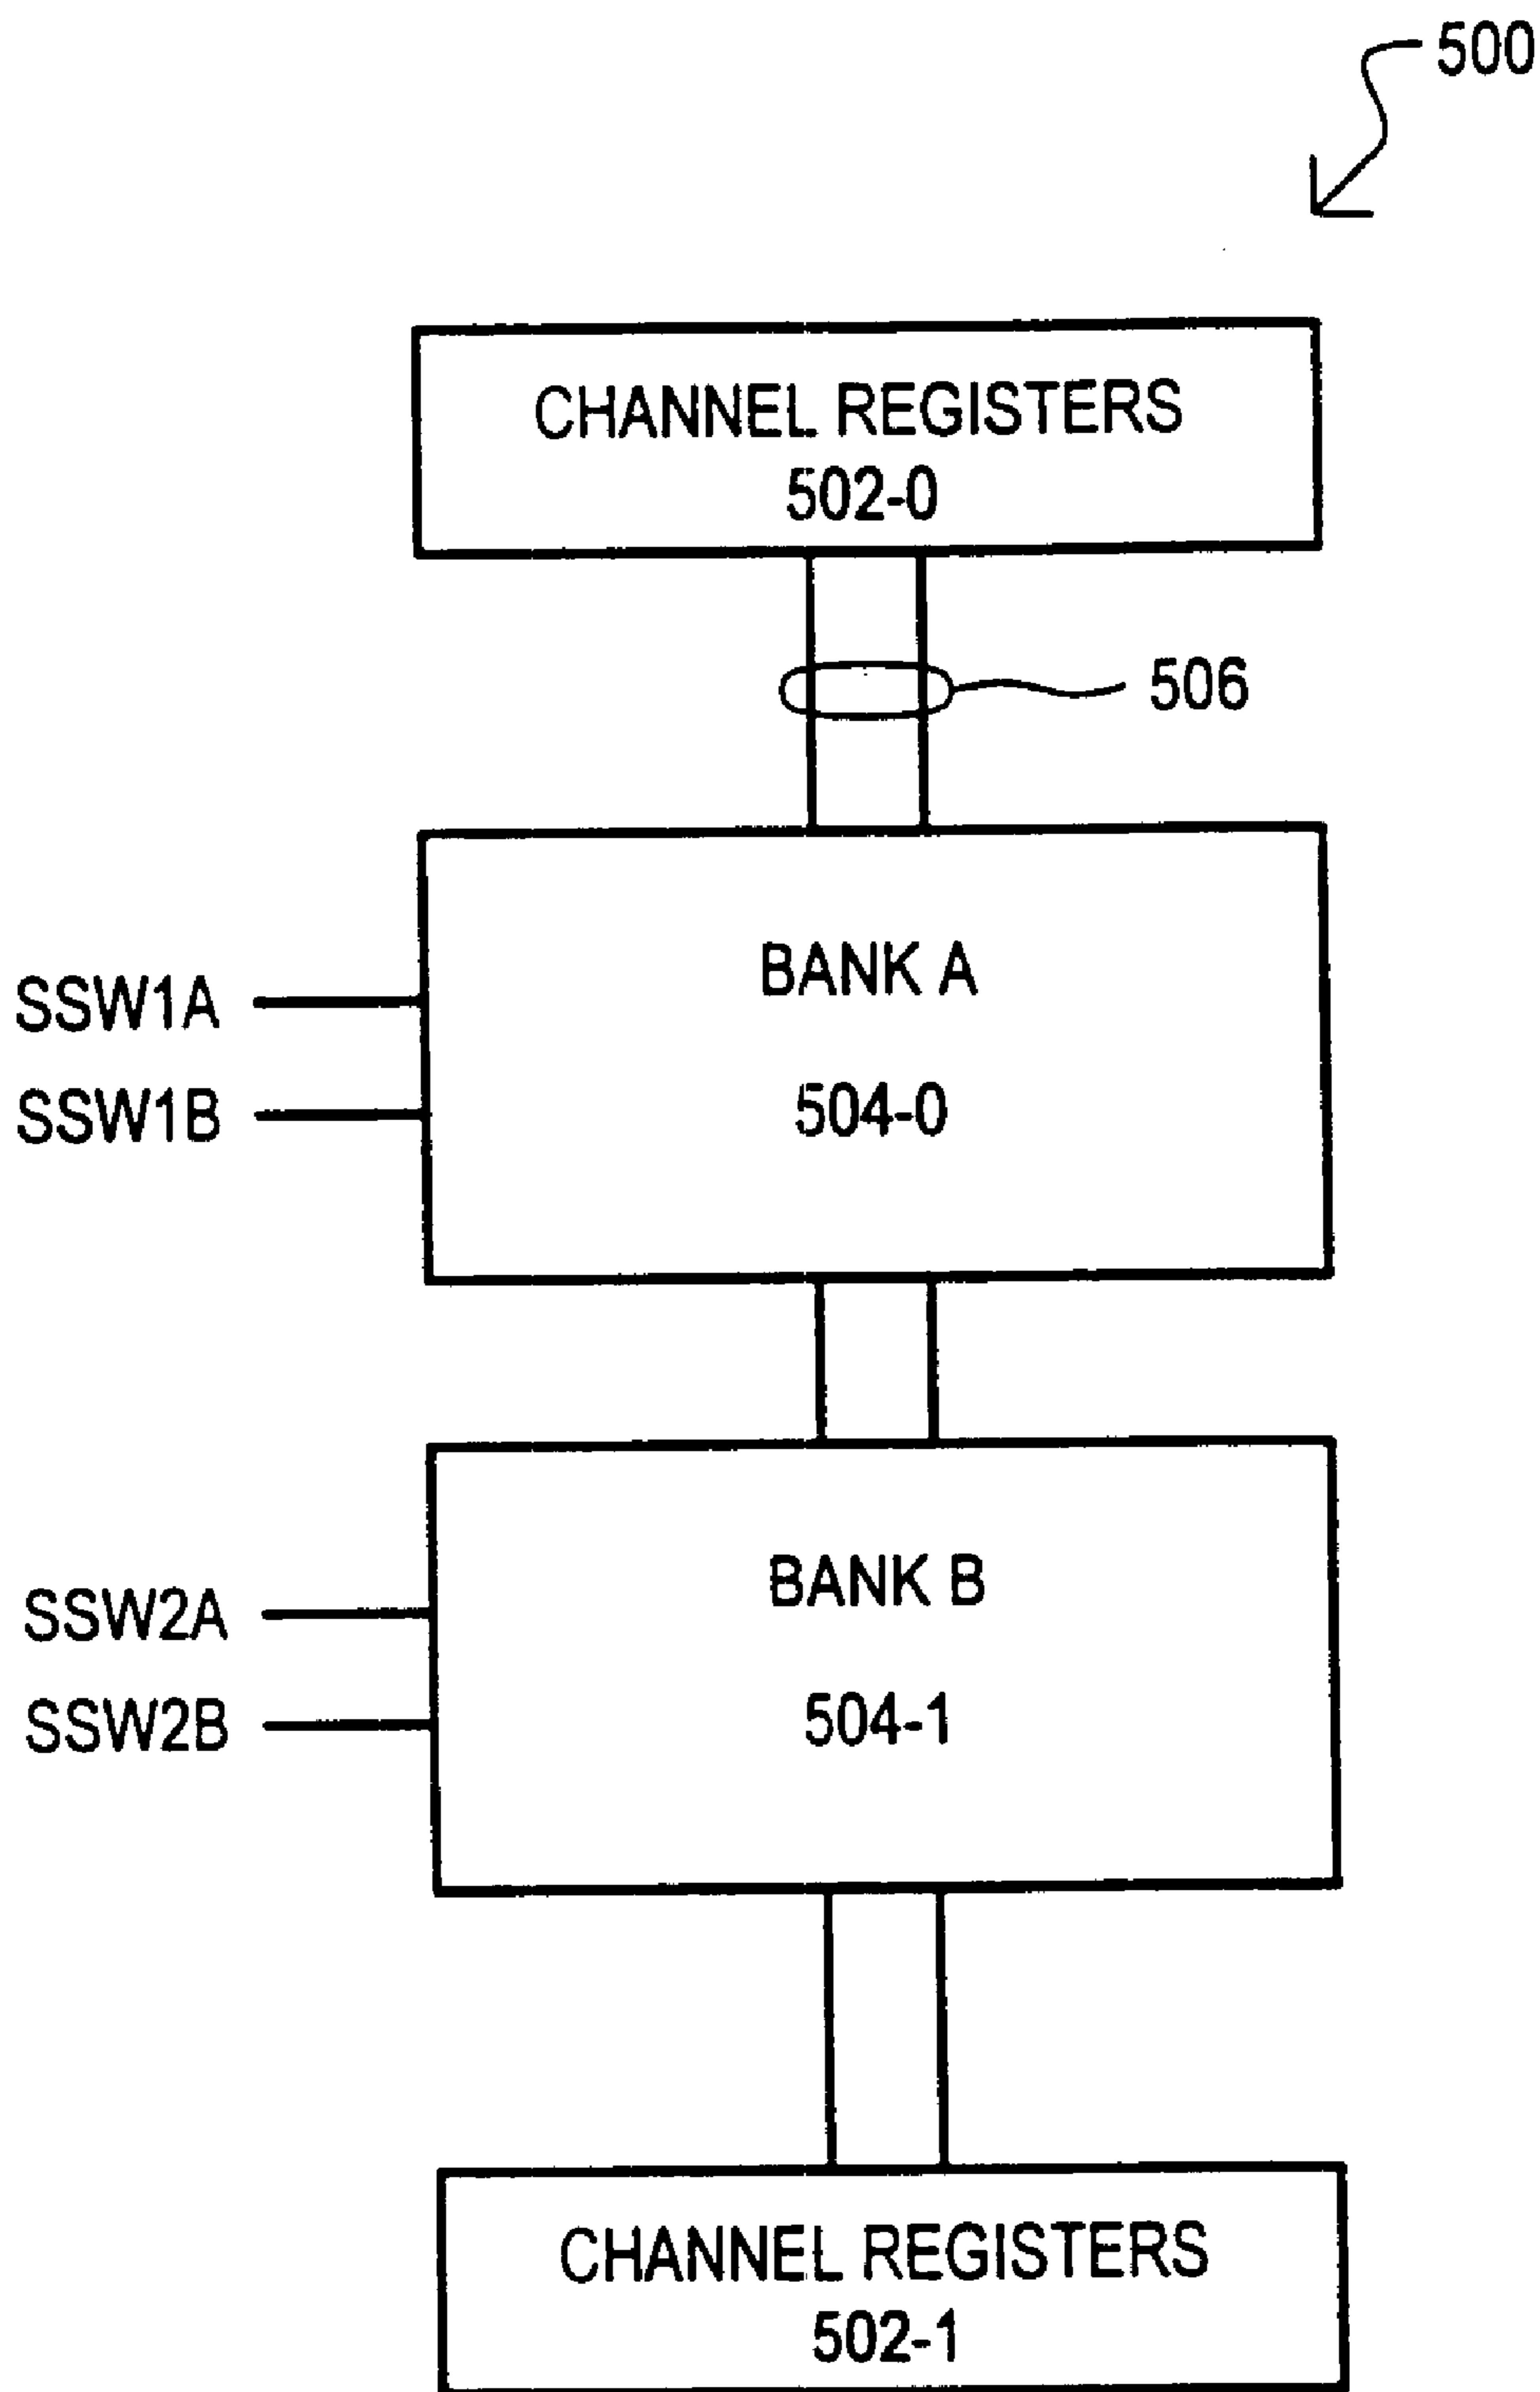 500
CHANNEL REGISTERS
502-0
506
BANK A
SSW1A
504-0
SSW1B
BANK B
SSW2A
504-1
SSW2B
CHANNEL REGISTERS
502-1